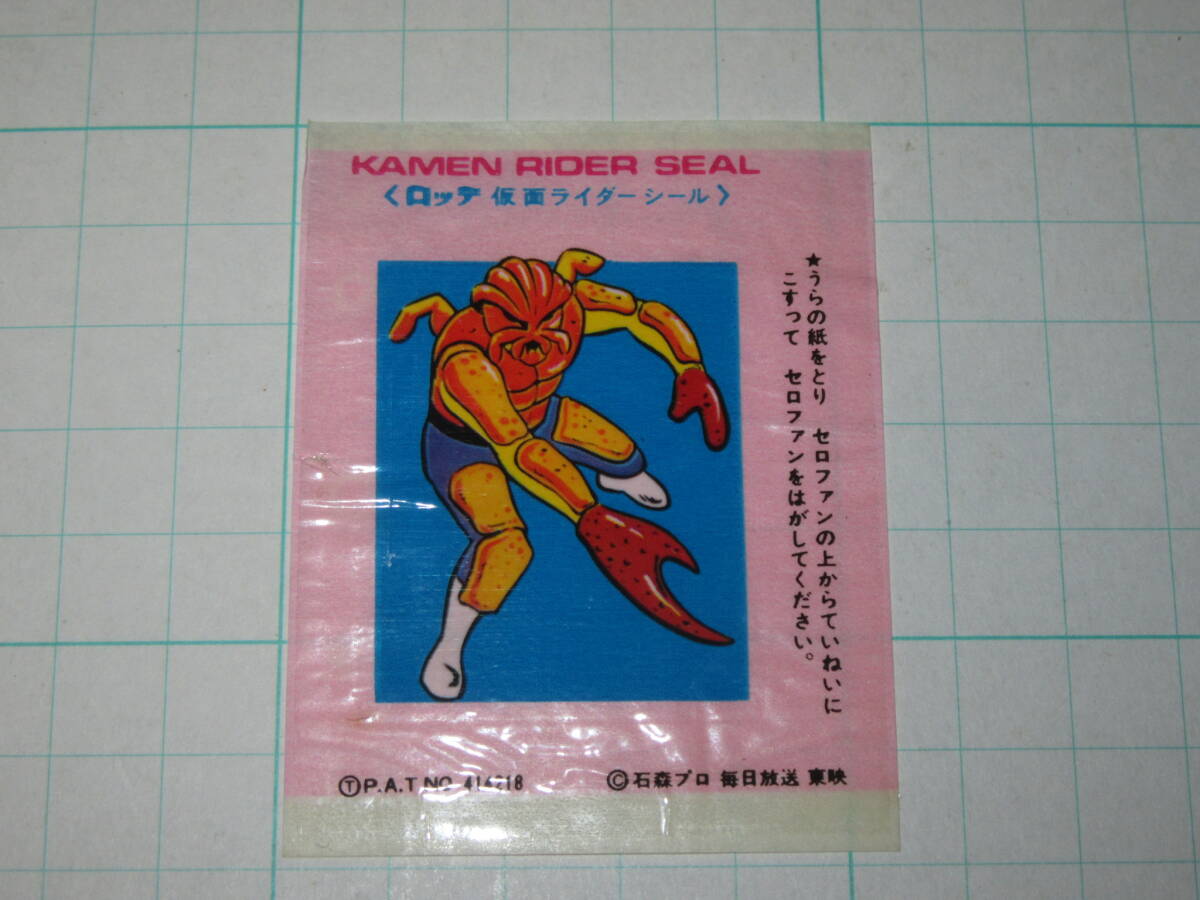 KAMEN RIDER SEAL
〈ロッテ 仮面ライダーシール〉
★うらの紙をとり セロファンの上からていねいに
こすって セロファンをはがしてください。
ⓉP.A.T NO 414218
©石森プロ 毎日放送 東映